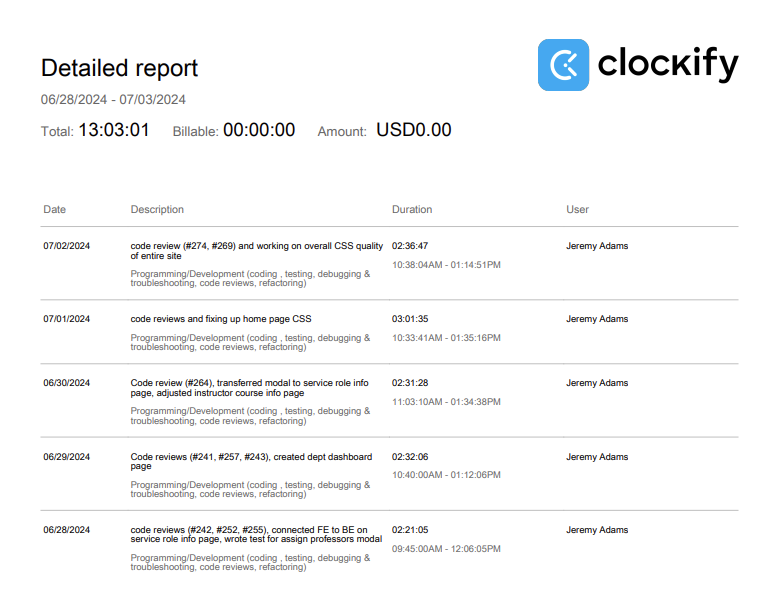 Detailed report
clockify
06/28/2024 - 07/03/2024
Total: 13:03:01 Billable: 00:00:00 Amount: USD0.00
Date Description Duration User
07/02/2024 code review (#274, #269) and working on overall CSS quality 02:36:47 Jeremy Adams
of entire site
10:38:04AM - 01:14:51PM
Programming/Development (coding , testing, debugging &
troubleshooting, code reviews, refactoring)
07/01/2024 code reviews and fixing up home page CSS 03:01:35 Jeremy Adams
Programming/Development (coding , testing, debugging & 10:33:41AM - 01:35:16PM
troubleshooting, code reviews, refactoring)
06/30/2024 Code review (#264), transferred modal to service role info 02:31:28 Jeremy Adams
page, adjusted instructor course info page
11:03:10AM - 01:34:38PM
Programming/Development (coding , testing, debugging &
troubleshooting, code reviews, refactoring)
06/29/2024 Code reviews (#241, #257, #243), created dept dashboard 02:32:06 Jeremy Adams
page
10:40:00AM - 01:12:06PM
Programming/Development (coding , testing, debugging &
troubleshooting, code reviews, refactoring)
06/28/2024 code reviews (#242, #252, #255), connected FE to BE on 02:21:05 Jeremy Adams
service role info page, wrote test for assign professors modal
09:45:00AM - 12:06:05PM
Programming/Development (coding , testing, debugging &
troubleshooting, code reviews, refactoring)